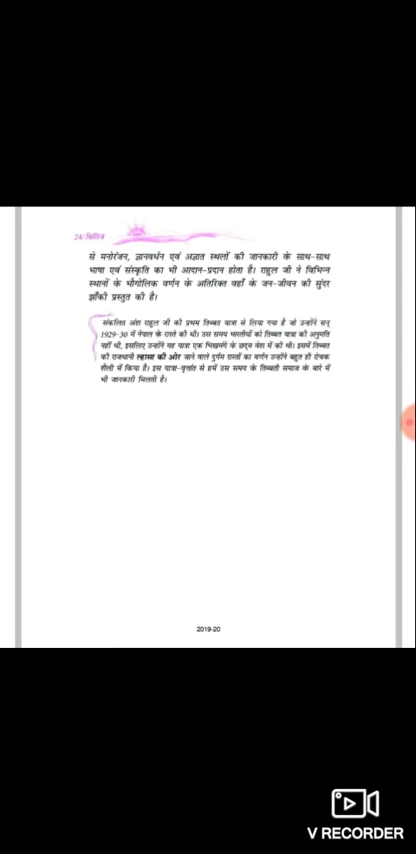 24/क्षितिज
से मनोरंजन, ज्ञानवर्धन एवं अज्ञात स्थलों की जानकारी के साथ-साथ
भाषा एवं संस्कृति का भी आदान-प्रदान होता है। राहुल जी ने विभिन्न
स्थानों के भौगोलिक वर्णन के अतिरिक्त वहाँ के जन-जीवन की सुंदर
झाँकी प्रस्तुत की है।
संकलित अंश राहुल जी की प्रथम तिब्बत यात्रा से लिया गया है जो उन्होंने सन्
1929-30 में नेपाल के रास्ते की थी। उस समय भारतीयों को तिब्बत यात्रा की अनुमति
नहीं थी, इसलिए उन्होंने यह यात्रा एक भिखमंगे के छद्म वेश में की थी। इसमें तिब्बत
की राजधानी ल्हासा की ओर जाने वाले दुर्गम रास्तों का वर्णन उन्होंने बहुत ही रोचक
शैली में किया है। इस यात्रा-वृत्तांत से हमें उस समय के तिब्बती समाज के बारे में
भी जानकारी मिलती है।
2019-20
V RECORDER